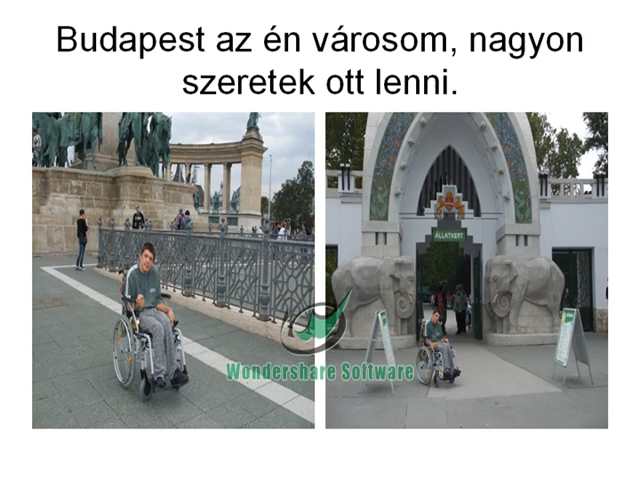 Budapest az én városom, nagyon
szeretek ott lenni.
ÁLLATKERT
Wondershare Software